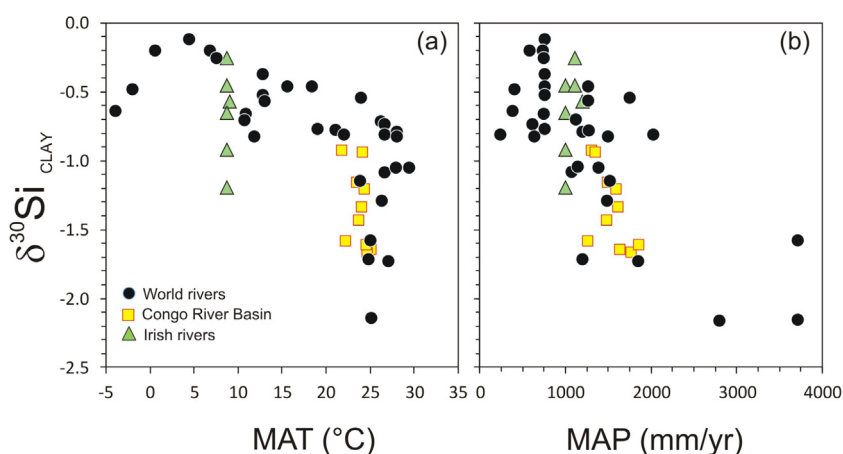 0.0
-0.5
-1.0
-1.5
-2.0
-2.5
δ³⁰Si CLAY
(a)
World rivers
Congo River Basin
Irish rivers
-5 0 5 10 15 20 25 30 35
MAT (°C)
(b)
0 1000 2000 3000 4000
MAP (mm/yr)